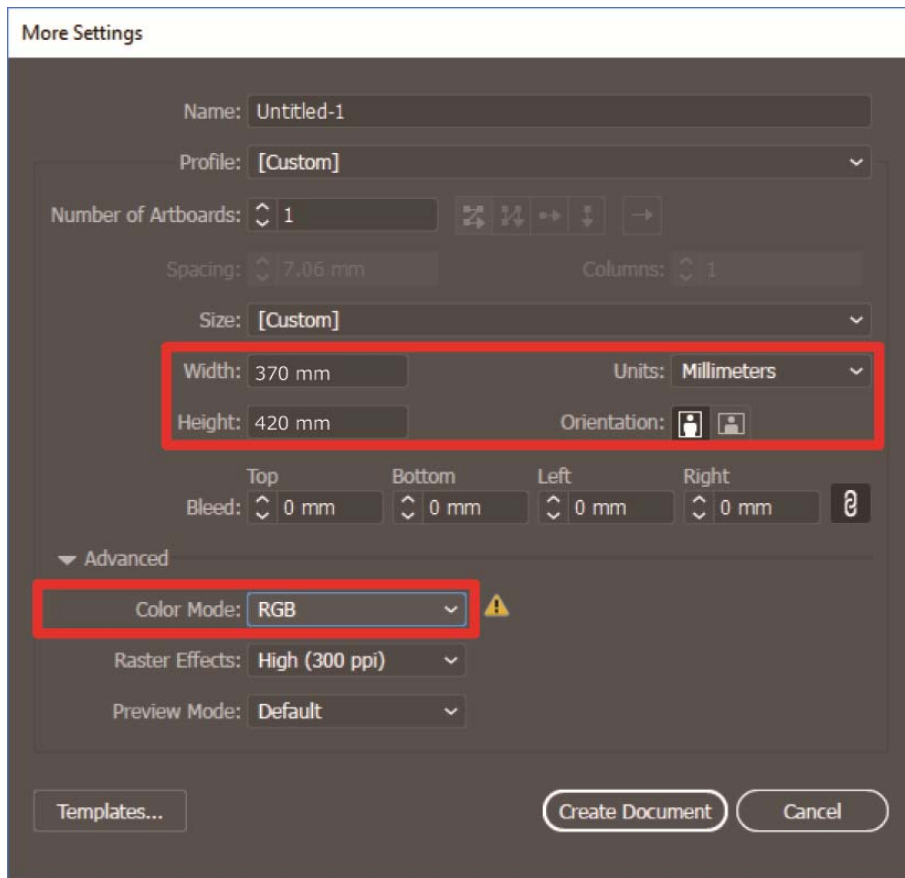 More Settings
Name: Untitled-1
Profile: [Custom]
Number of Artboards: 1
Spacing: 7.06 mm Columns: 1
Size: [Custom]
Width: 370 mm Units: Millimeters
Height: 420 mm Orientation:
Top Bottom Left Right
Bleed: 0 mm 0 mm 0 mm 0 mm
Advanced
Color Mode: RGB
Raster Effects: High (300 ppi)
Preview Mode: Default
Templates... Create Document Cancel